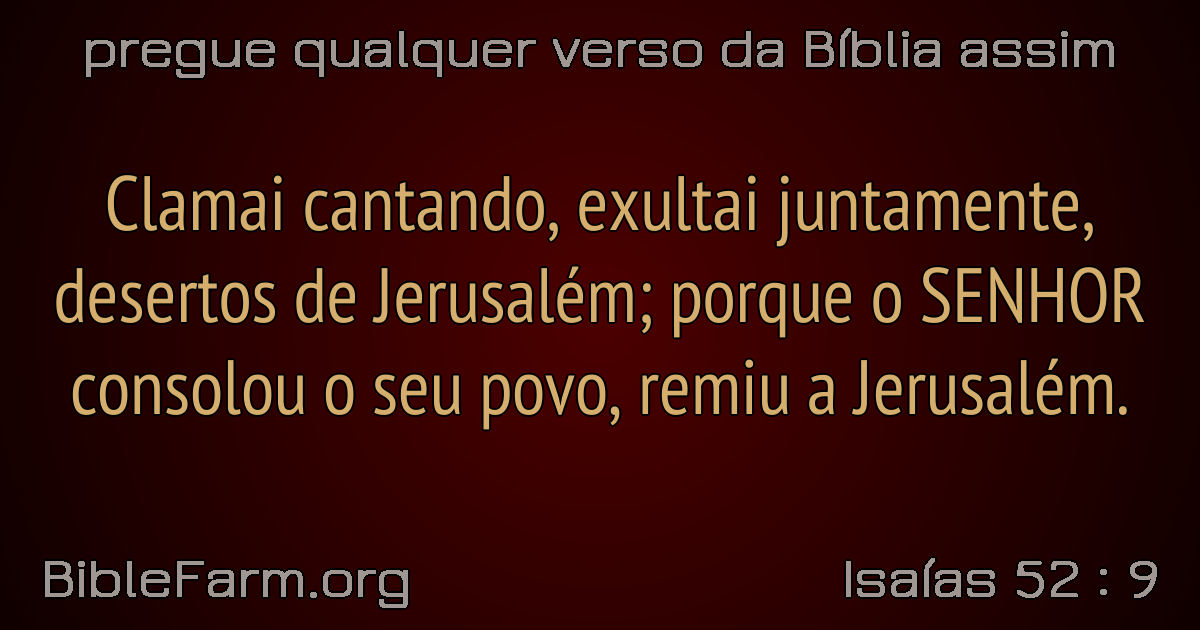 pregue qualquer verso da Bíblia assim
Clamai cantando, exultai juntamente,
desertos de Jerusalém; porque o SENHOR
consolou o seu povo, remiu a Jerusalém.
BibleFarm.org
Isaías 52 : 9